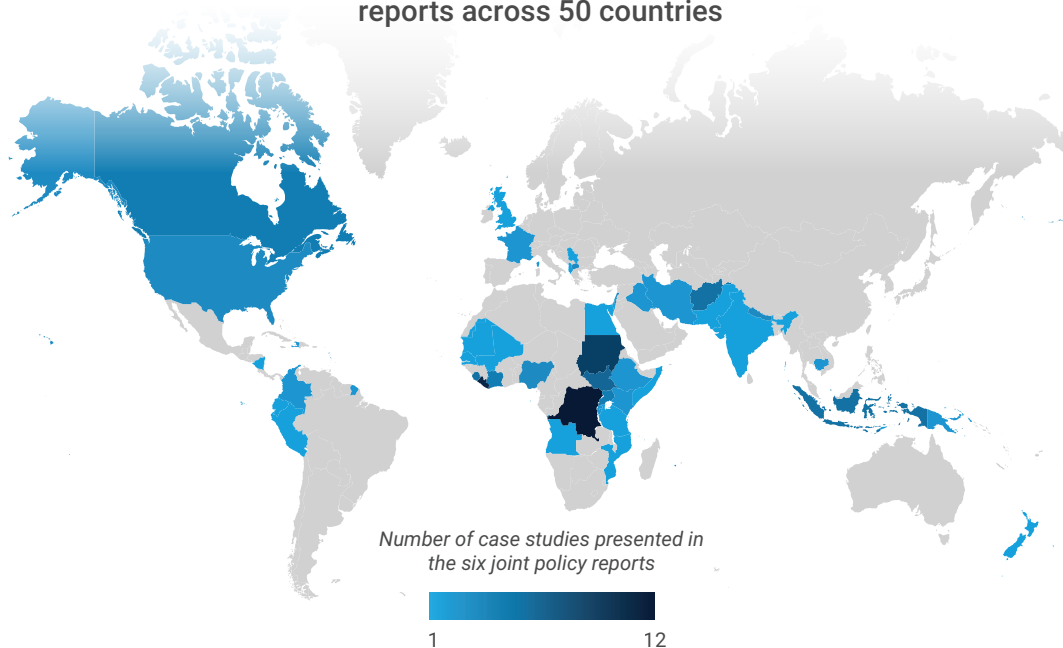 reports across 50 countries
Number of case studies presented in
the six joint policy reports
1 12